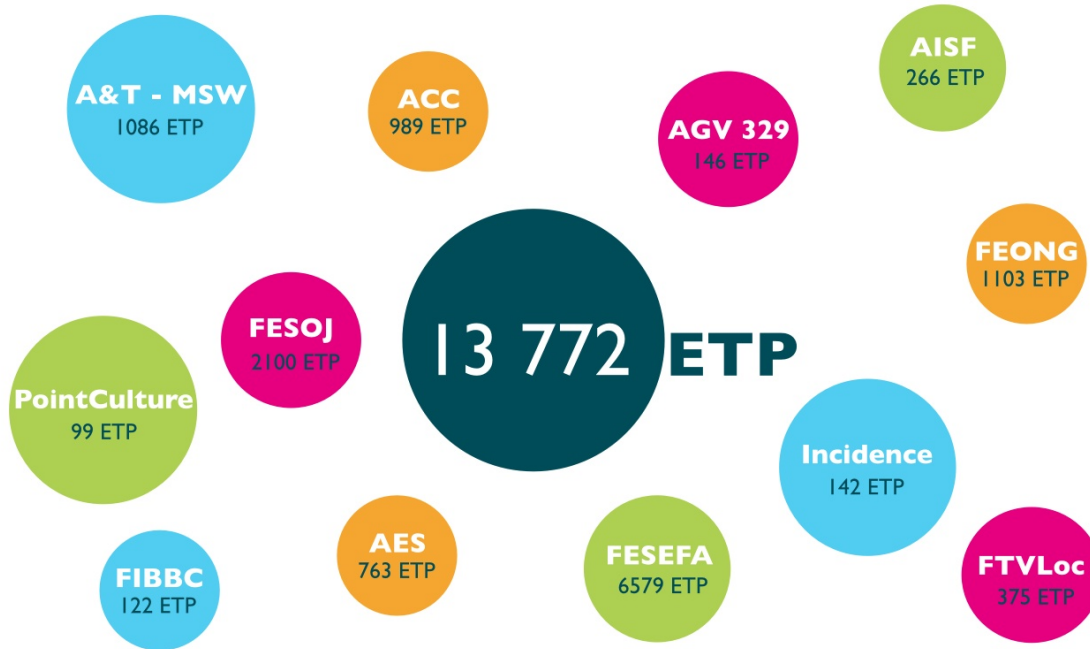 A&T - MSW
1086 ETP
ACC
989 ETP
AGV 329
146 ETP
AISF
266 ETP
FEONG
1103 ETP
FESOJ
2100 ETP
13 772 ETP
PointCulture
99 ETP
Incidence
142 ETP
FIBBC
122 ETP
AES
763 ETP
FESEFA
6579 ETP
FTVLoc
375 ETP